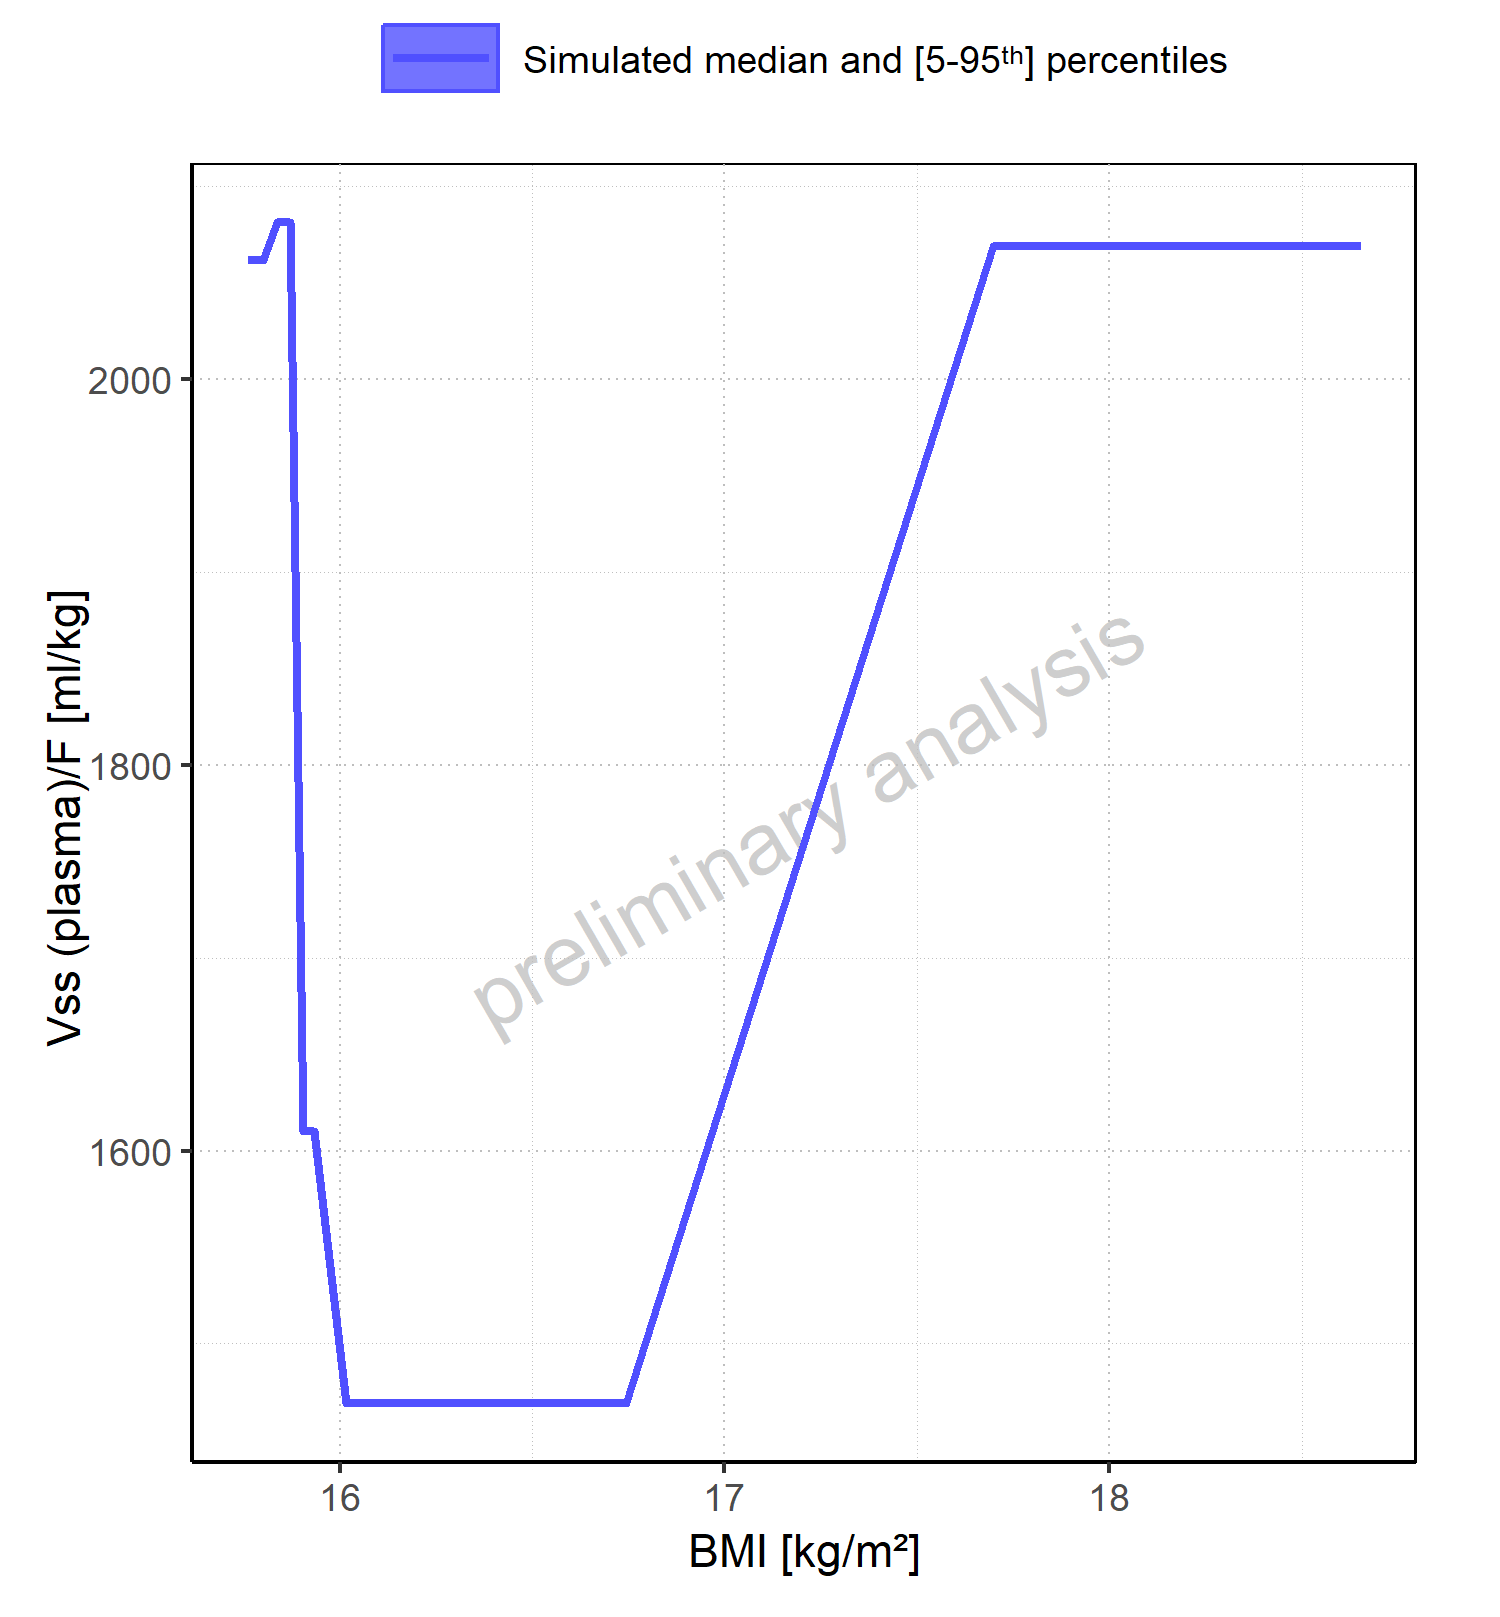 Simulated median and [5-95ᵗʰ] percentiles
2000
1800
1600
Vss (plasma)/F [ml/kg]
preliminary analysis
16 17 18
BMI [kg/m²]